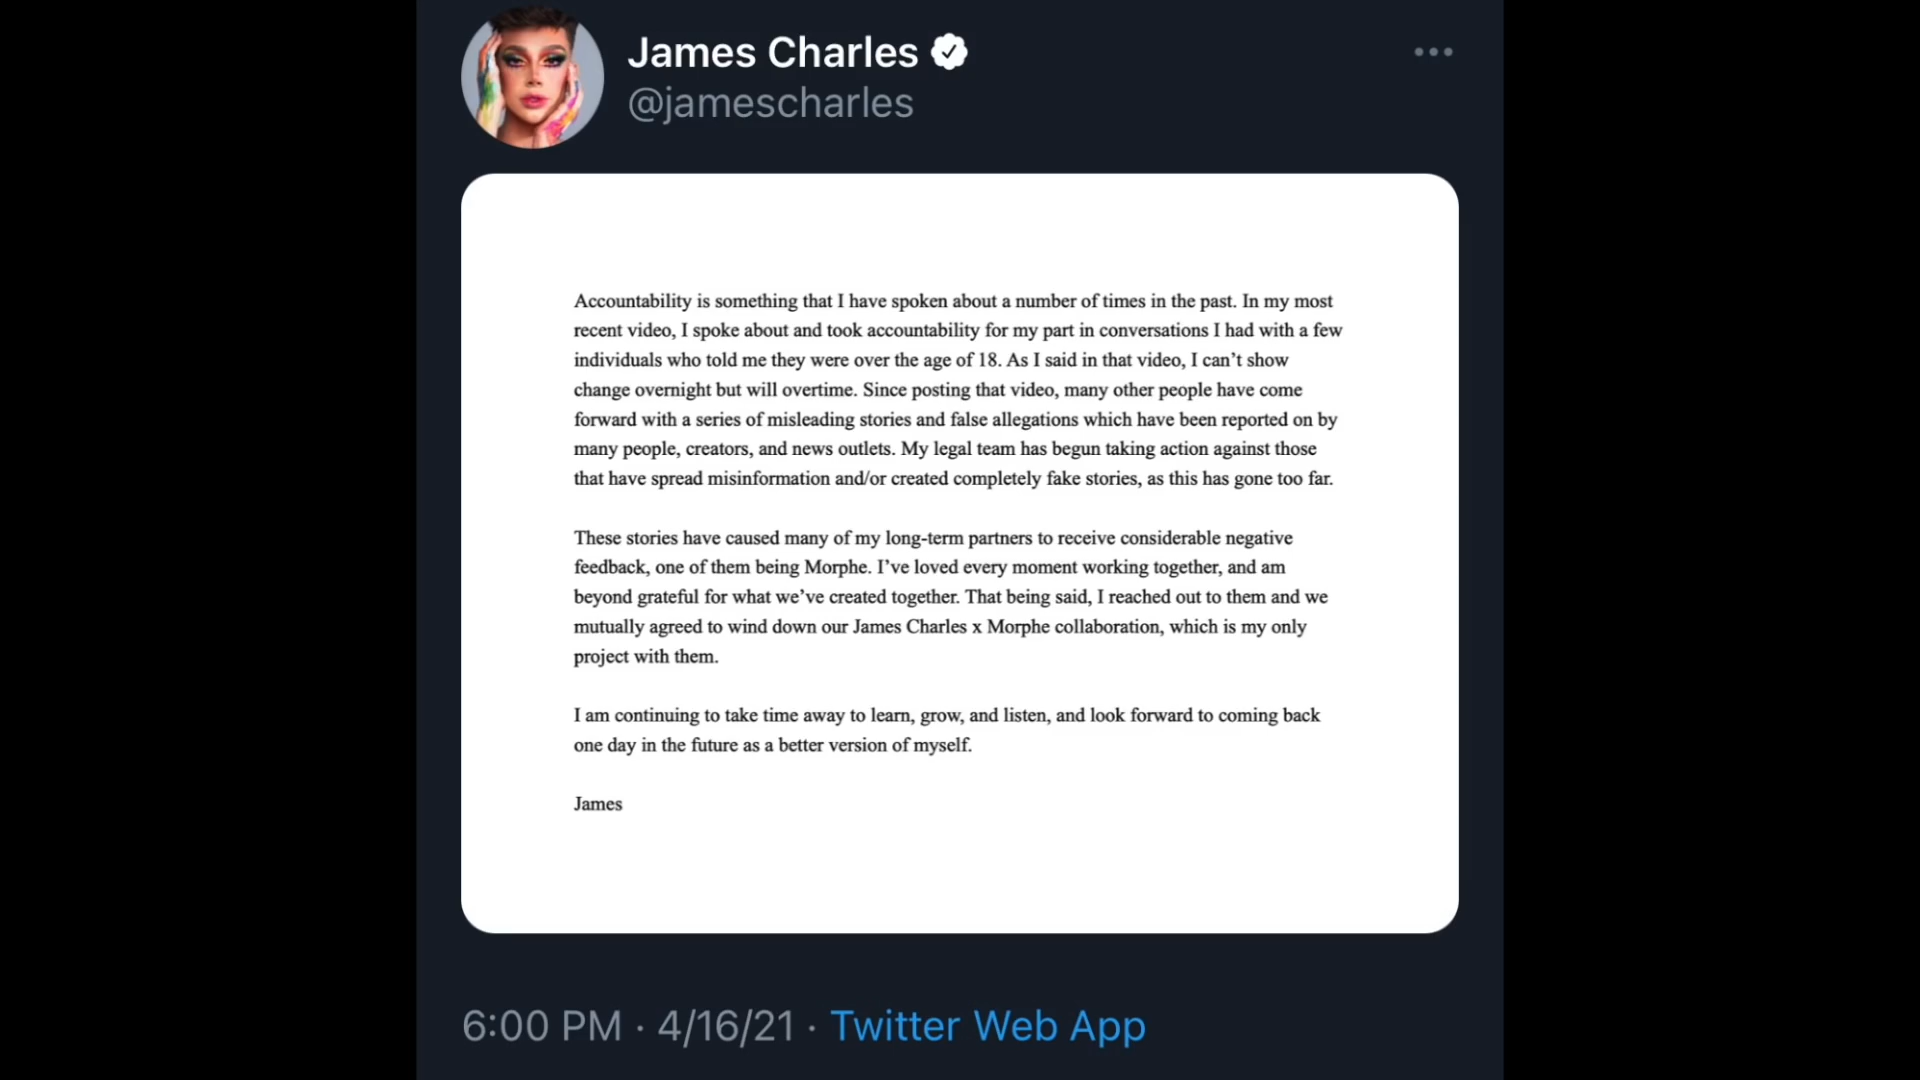 James Charles
@jamescharles
Accountability is something that I have spoken about a number of times in the past. In my most
recent video, I spoke about and took accountability for my part in conversations I had with a few
individuals who told me they were over the age of 18. As I said in that video, I can’t show
change overnight but will overtime. Since posting that video, many other people have come
forward with a series of misleading stories and false allegations which have been reported on by
many people, creators, and news outlets. My legal team has begun taking action against those
that have spread misinformation and/or created completely fake stories, as this has gone too far.
These stories have caused many of my long-term partners to receive considerable negative
feedback, one of them being Morphe. I’ve loved every moment working together, and am
beyond grateful for what we’ve created together. That being said, I reached out to them and we
mutually agreed to wind down our James Charles x Morphe collaboration, which is my only
project with them.
I am continuing to take time away to learn, grow, and listen, and look forward to coming back
one day in the future as a better version of myself.
James
6:00 PM · 4/16/21 · Twitter Web App